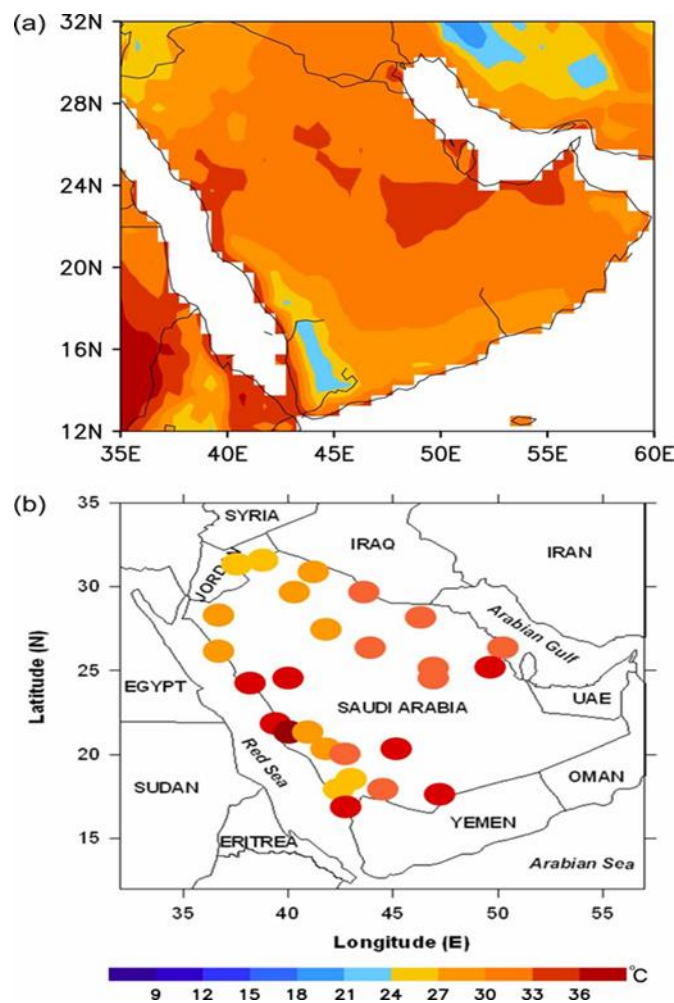 (a)
32N
28N
24N
20N
16N
12N
35E 40E 45E 50E 55E 60E
(b)
35
30
25
20
15
Latitude (N)
SYRIA
IRAQ
IRAN
JORDAN
Arabian Gulf
EGYPT
SAUDI ARABIA
UAE
Red Sea
SUDAN
OMAN
YEMEN
ERITREA
Arabian Sea
35 40 45 50 55
Longitude (E)
°C
9 12 15 18 21 24 27 30 33 36